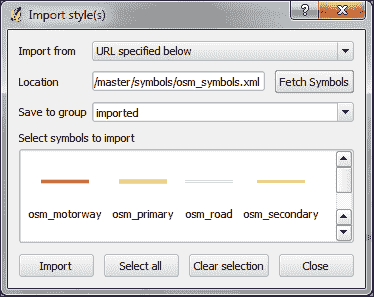 Import style(s)
Import from URL specified below
Location /master/symbols/osm_symbols.xml Fetch Symbols
Save to group imported
Select symbols to import
osm_motorway osm_primary osm_road osm_secondary
Import Select all Clear selection Close